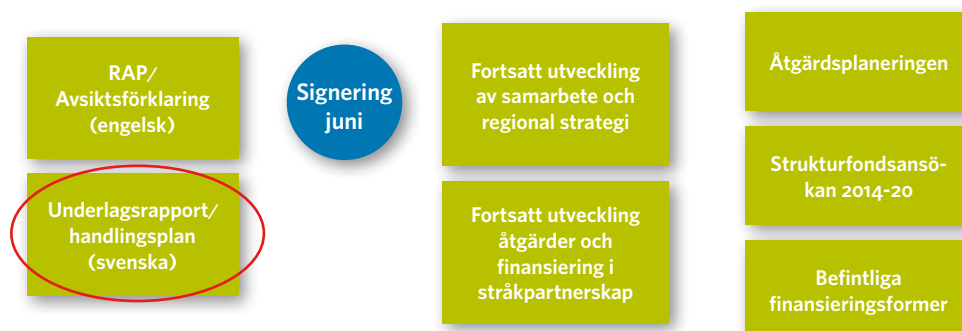 RAP/
Avsiktsförklaring
(engelsk)
Underlagsrapport/
handlingsplan
(svenska)
Signering
juni
Fortsatt utveckling
av samarbete och
regional strategi
Fortsatt utveckling
åtgärder och
finansiering i
stråkpartnerskap
Åtgärdsplaneringen
Strukturfondsansö-
kan 2014-20
Befintliga
finansieringsformer